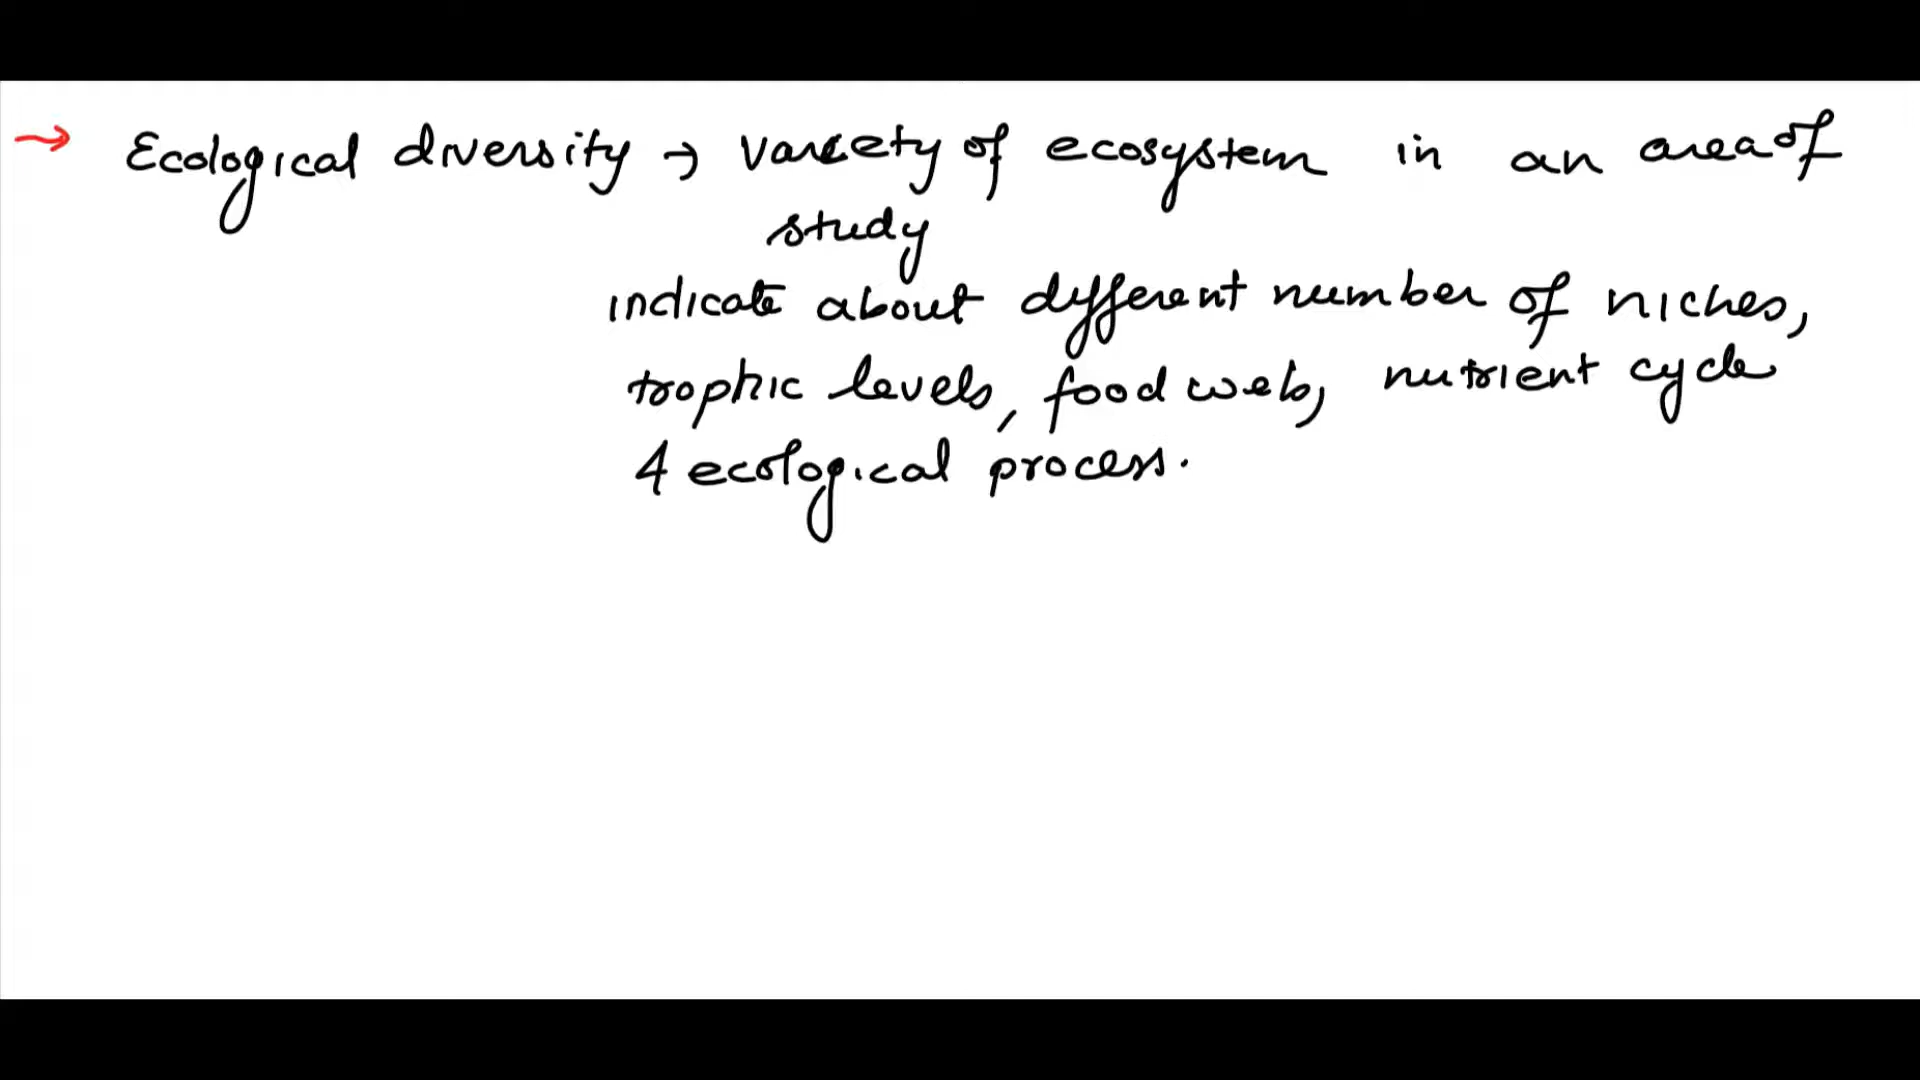 → Ecological diversity → variety of ecosystem in an area of
study
indicate about different number of niches,
trophic levels, food web, nutrient cycle
& ecological process.